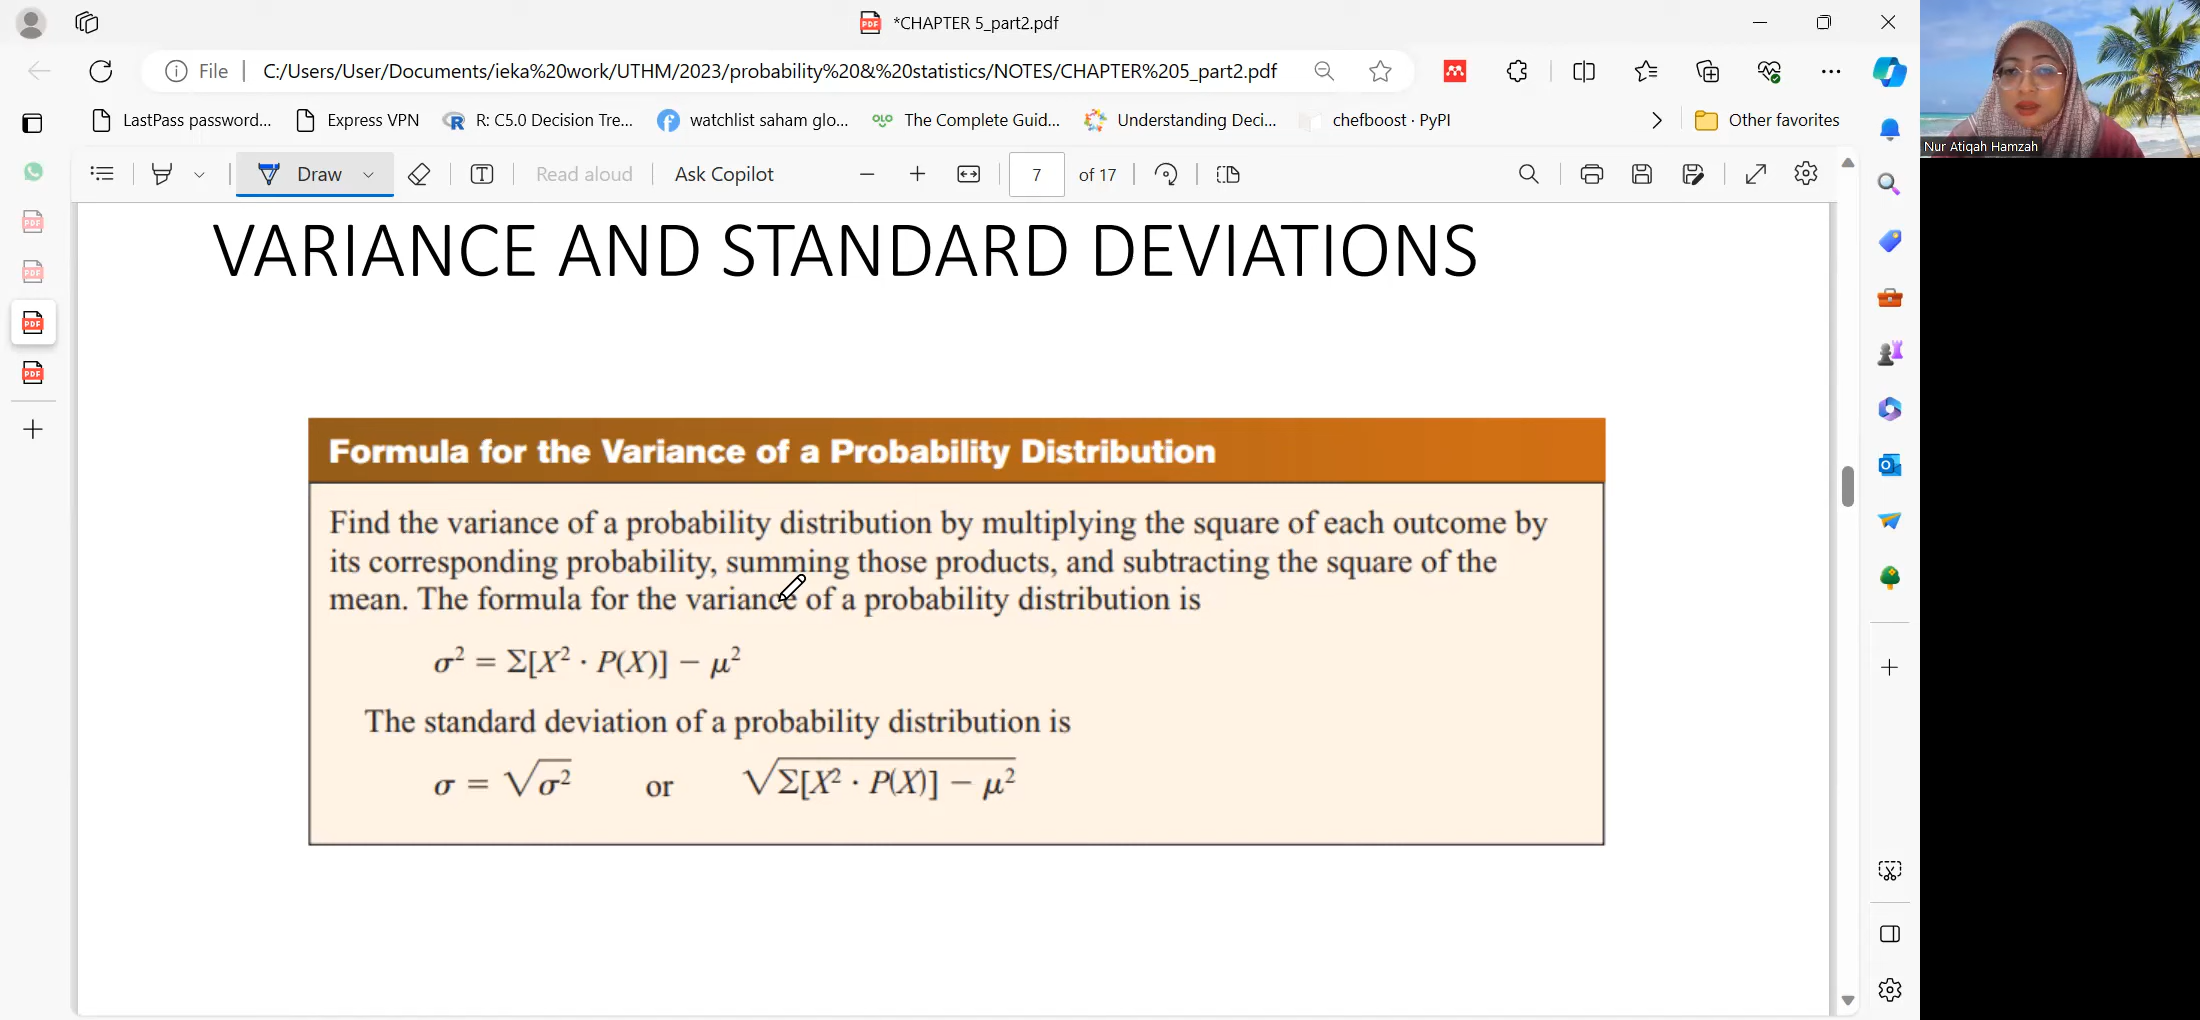 *CHAPTER 5_part2.pdf
File
C:/Users/User/Documents/ieka%20work/UTHM/2023/probability%20&%20statistics/NOTES/CHAPTER%205_part2.pdf
LastPass password...
Express VPN
R: C5.0 Decision Tre...
watchlist saham glo...
The Complete Guid...
Understanding Deci...
chefboost · PyPI
Other favorites
Draw
Read aloud
Ask Copilot
7
of 17
Nur Atiqah Hamzah
VARIANCE AND STANDARD DEVIATIONS
Formula for the Variance of a Probability Distribution
Find the variance of a probability distribution by multiplying the square of each outcome by
its corresponding probability, summing those products, and subtracting the square of the
mean. The formula for the variance of a probability distribution is
σ² = Σ[X² · P(X)] − μ²
The standard deviation of a probability distribution is
σ = √σ² or √Σ[X² · P(X)] − μ²